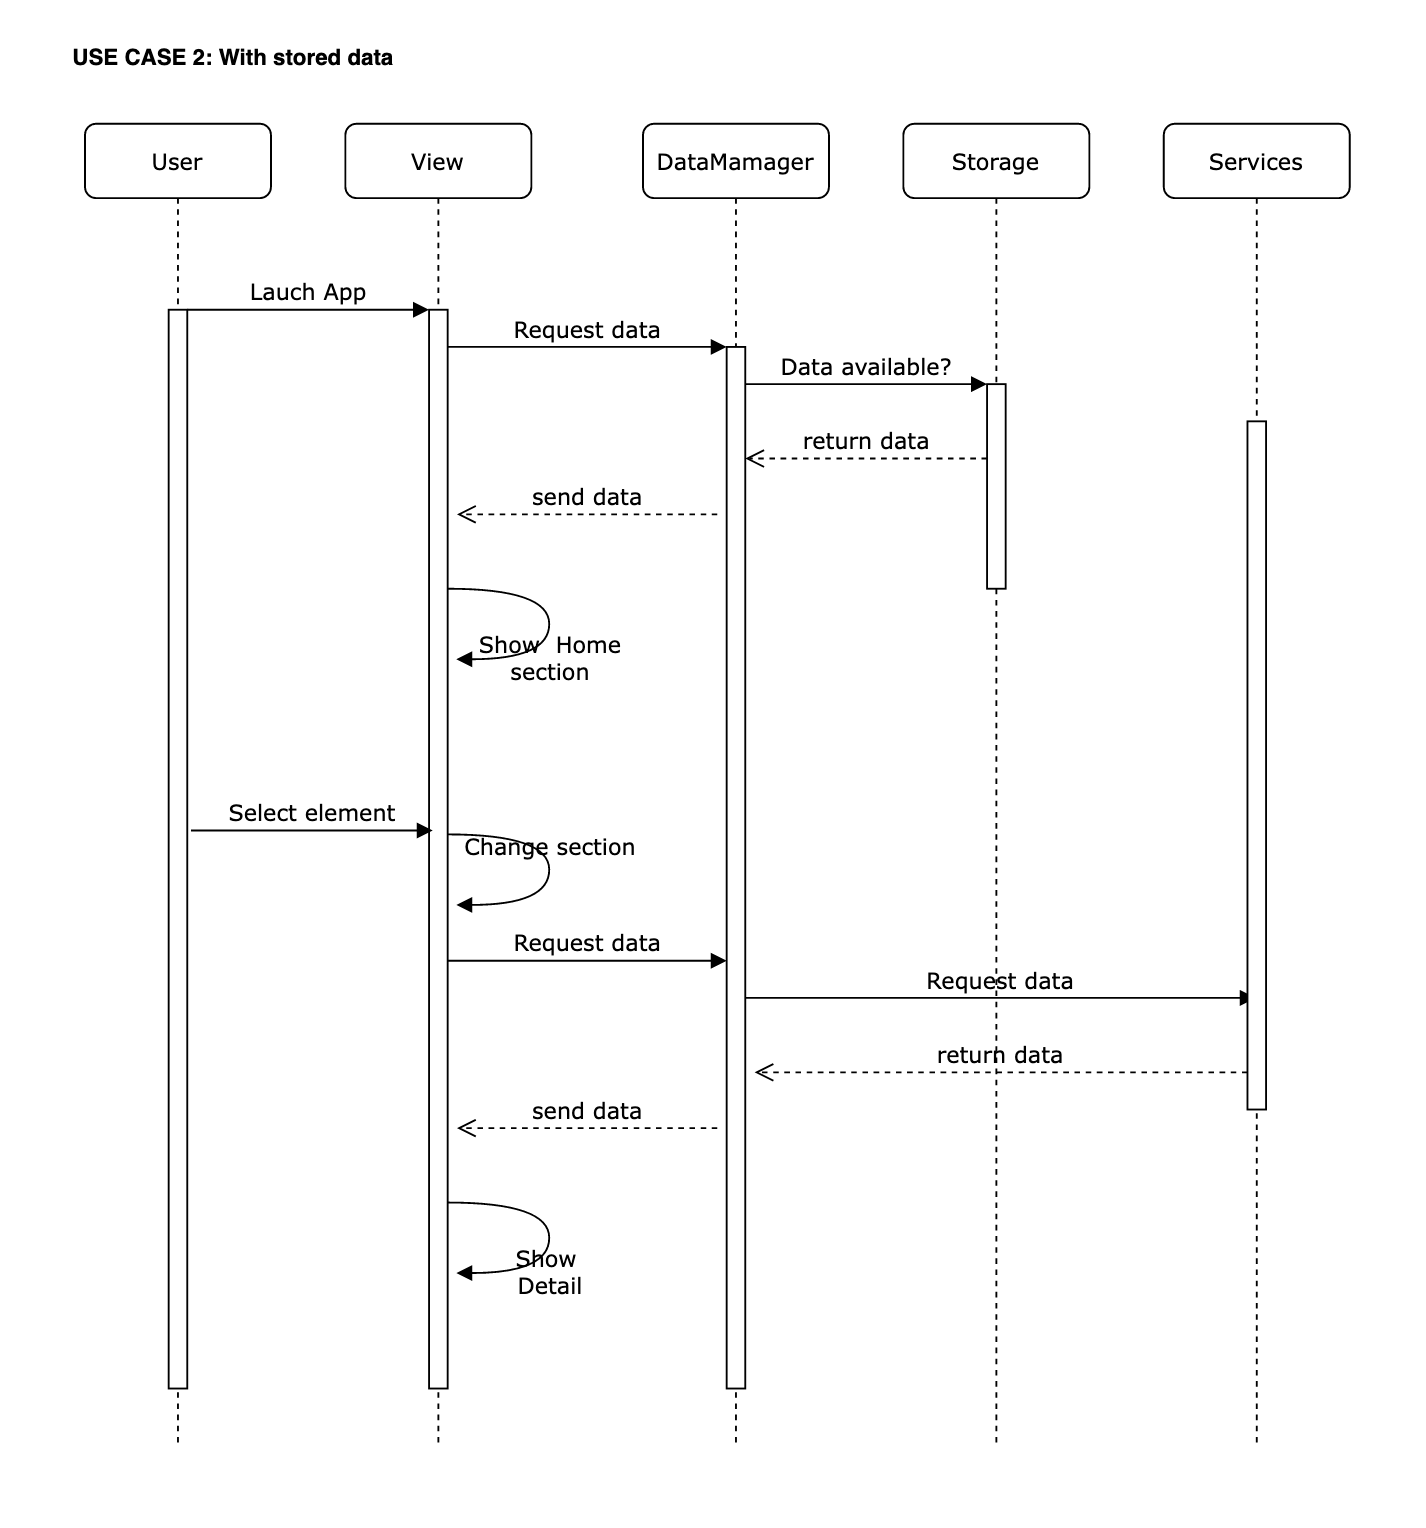 USE CASE 2: With stored data
User
View
DataMamager
Storage
Services
Lauch App
Request data
Data available?
return data
send data
Show  Home
section
Select element
Change section
Request data
Request data
return data
send data
Show
Detail